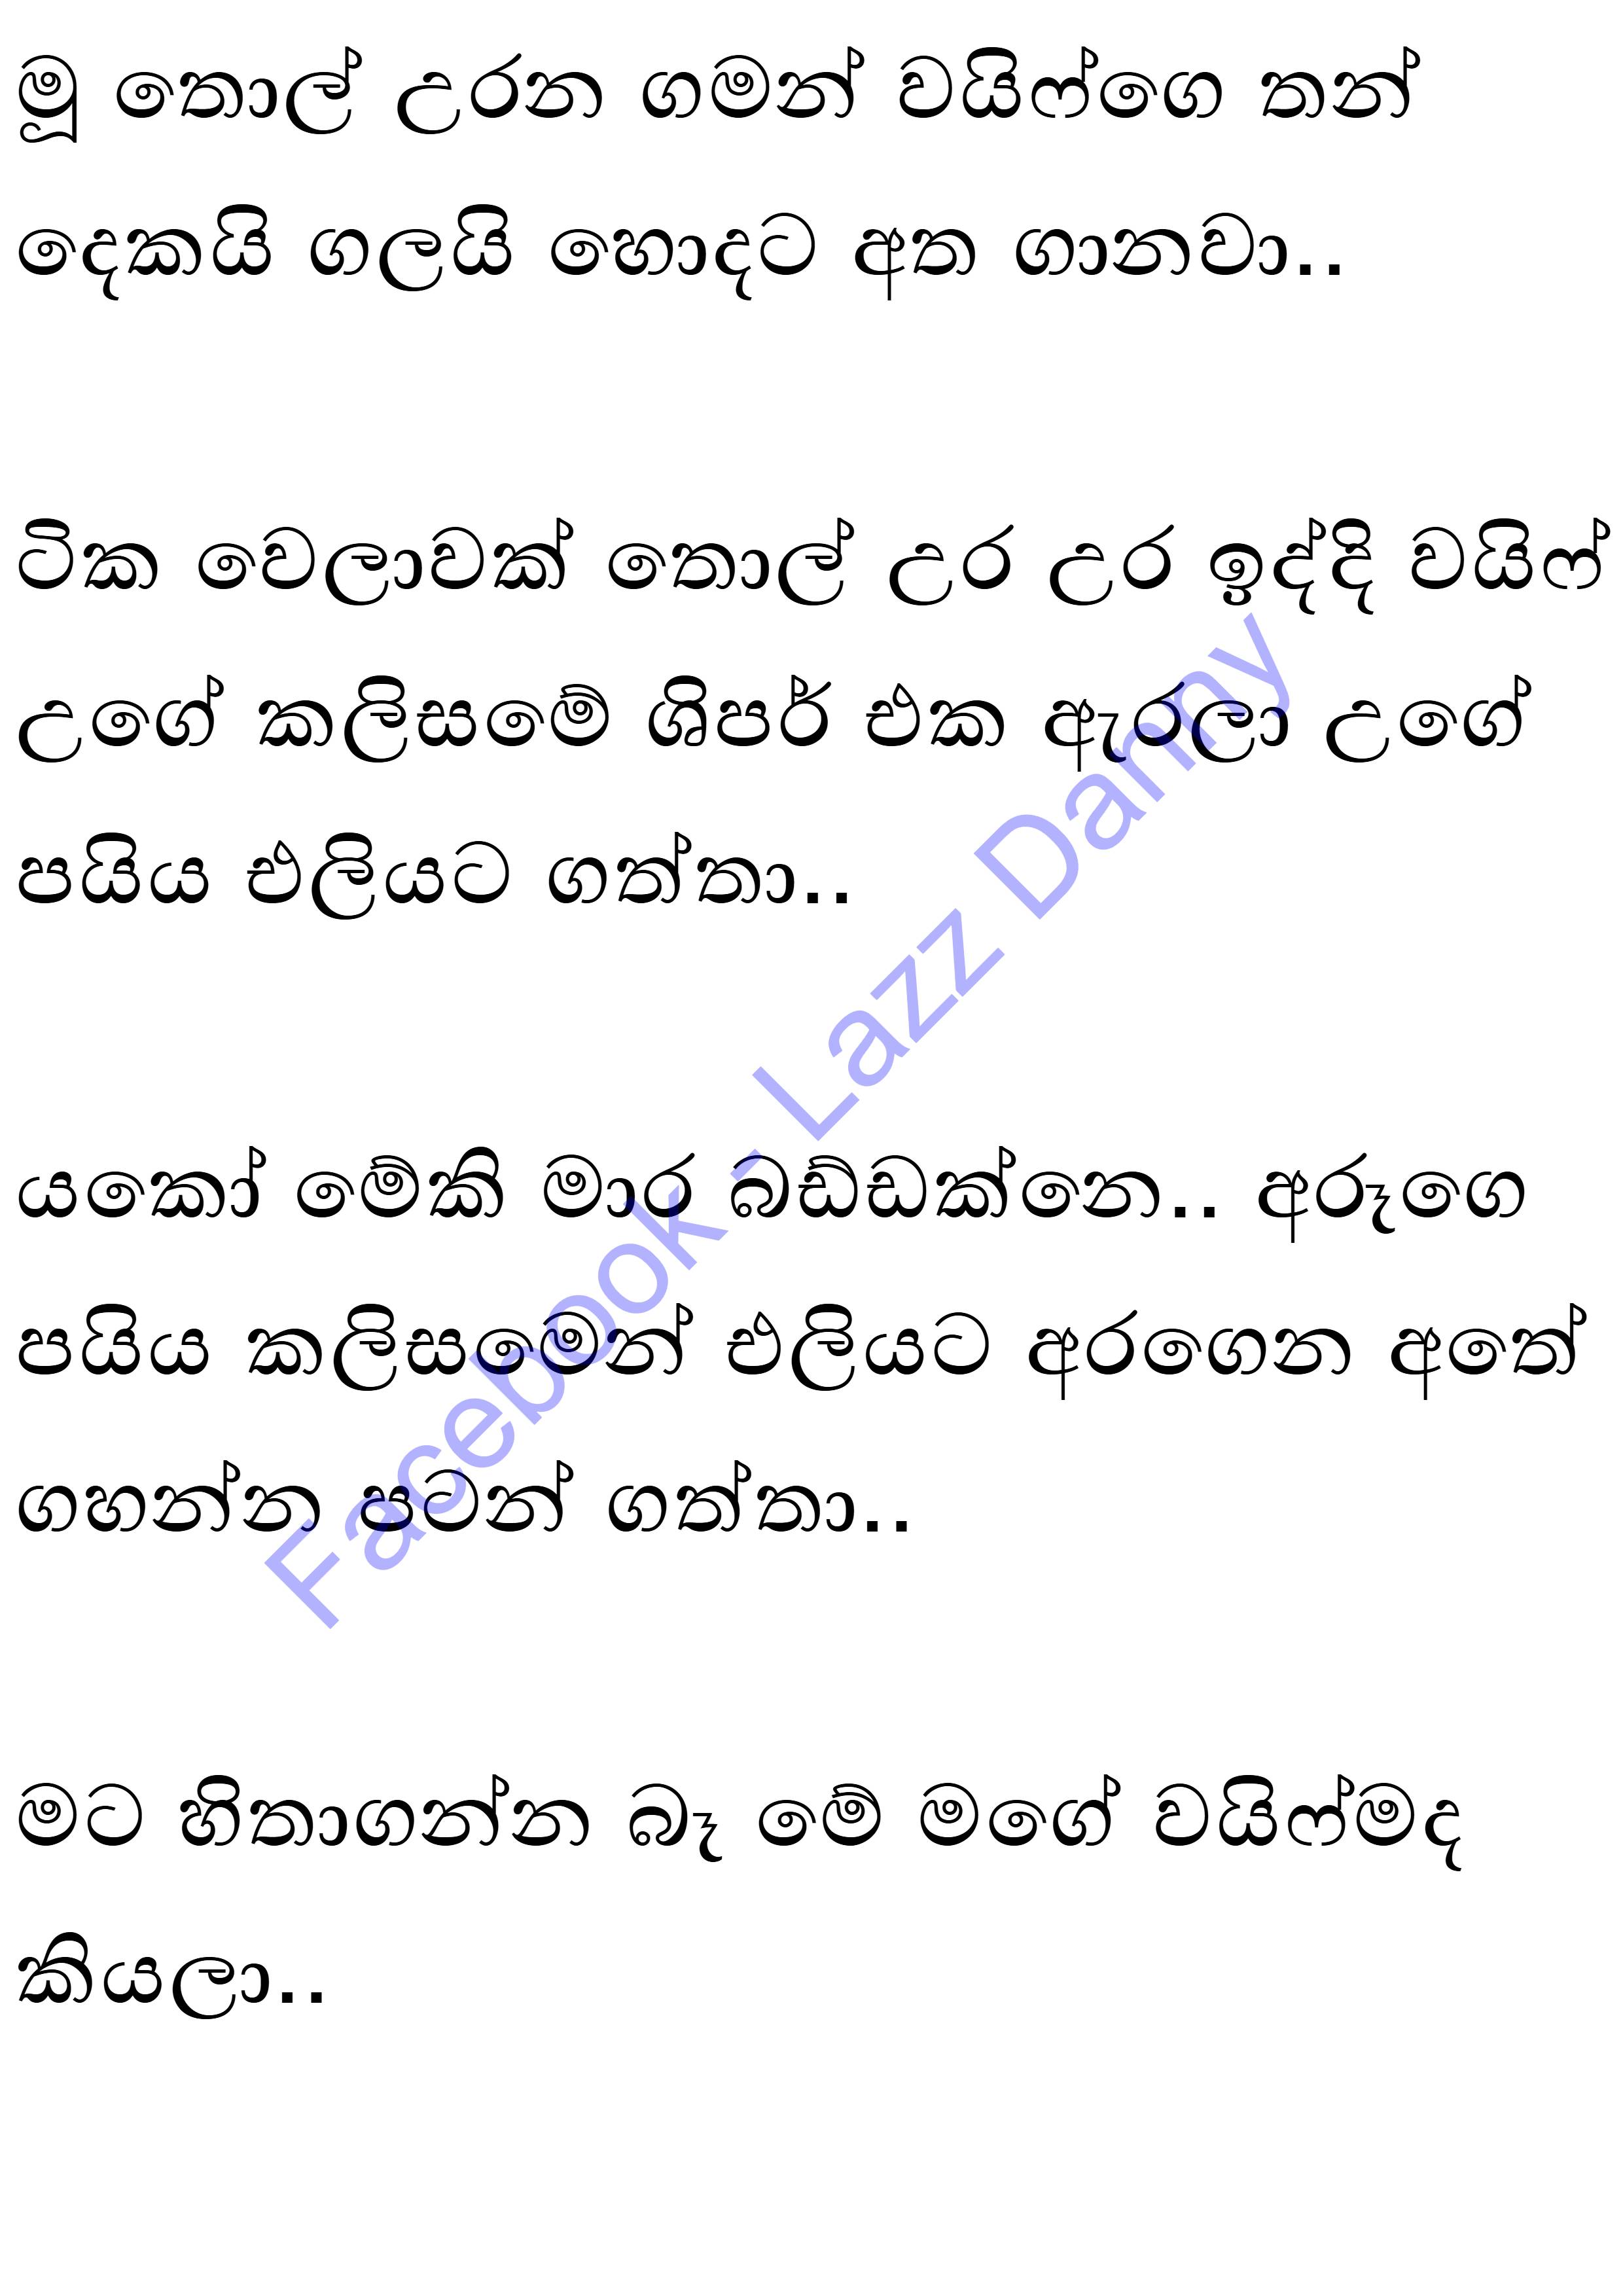 මූ තොල් උරන ගමන් වයිෆ්ගෙ තන්
දෙකයි ගලයි හොදට අත ගානවා..
ටික වෙලාවක් තොල් උර උර ඉද්දි වයිෆ්
උගේ කලිසමේ ශිපර් එක ඇරලා උගේ
පයිය එලියට ගත්තා..
යකෝ මේකි මාර බඩ්ඩක්නෙ.. අරූගෙ
පයිය කලිසමෙන් එලියට අරගෙන අතේ
ගහන්න පටන් ගත්තා..
මට හිතාගන්න බෑ මේ මගේ වයිෆ්මද
කියලා..
Facebook - Lazz Danny